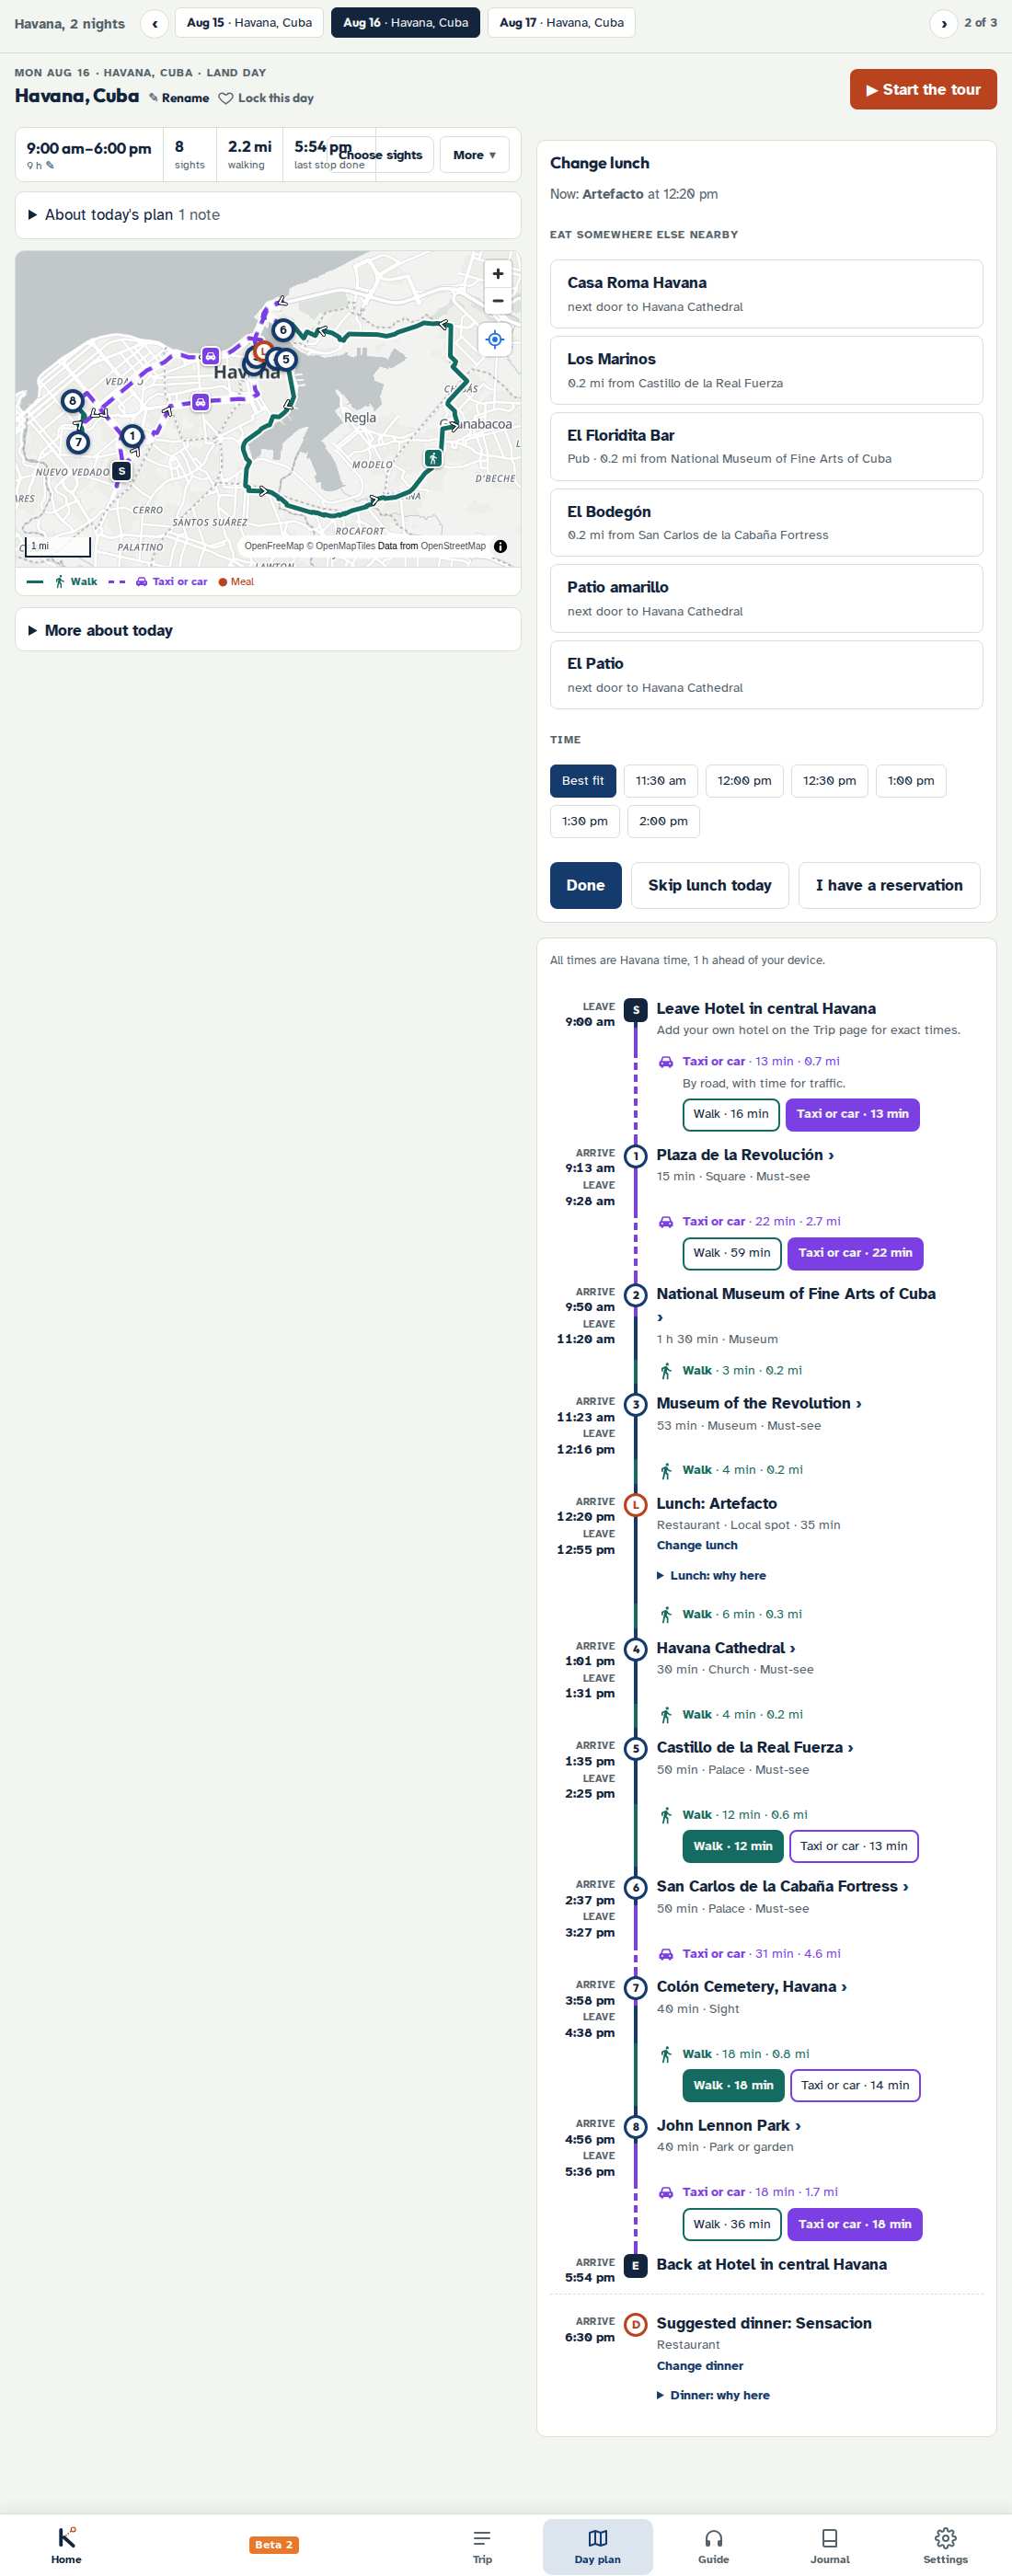 Havana, 2 nights
‹
Aug 15 · Havana, Cuba
Aug 16 · Havana, Cuba
Aug 17 · Havana, Cuba
›
2 of 3
MON AUG 16 · HAVANA, CUBA · LAND DAY
Havana, Cuba ✎ Rename ♡ Lock this day
▶ Start the tour
9:00 am–6:00 pm
9 h ✎
8
sights
2.2 mi
walking
5:54 pm
last stop done
Choose sights
More ▼
▶ About today's plan 1 note
+
−
6
L
5
Havana
VEDADO
8
7
1
S
NUEVO VEDADO
Regla
Guanabacoa
MODELO
D'BECHE
ARES
CERRO
SANTOS SUÁREZ
ROCAFORT
PALATINO
LAWTON
1 mi
OpenFreeMap © OpenMapTiles Data from OpenStreetMap
Walk
Taxi or car
Meal
▶ More about today
Change lunch
Now: Artefacto at 12:20 pm
EAT SOMEWHERE ELSE NEARBY
Casa Roma Havana
next door to Havana Cathedral
Los Marinos
0.2 mi from Castillo de la Real Fuerza
El Floridita Bar
Pub · 0.2 mi from National Museum of Fine Arts of Cuba
El Bodegón
0.2 mi from San Carlos de la Cabaña Fortress
Patio amarillo
next door to Havana Cathedral
El Patio
next door to Havana Cathedral
TIME
Best fit
11:30 am
12:00 pm
12:30 pm
1:00 pm
1:30 pm
2:00 pm
Done
Skip lunch today
I have a reservation
All times are Havana time, 1 h ahead of your device.
LEAVE
9:00 am
S
Leave Hotel in central Havana
Add your own hotel on the Trip page for exact times.
Taxi or car · 13 min · 0.7 mi
By road, with time for traffic.
Walk · 16 min
Taxi or car · 13 min
ARRIVE
9:13 am
LEAVE
9:28 am
1
Plaza de la Revolución ›
15 min · Square · Must-see
Taxi or car · 22 min · 2.7 mi
Walk · 59 min
Taxi or car · 22 min
ARRIVE
9:50 am
LEAVE
11:20 am
2
National Museum of Fine Arts of Cuba
›
1 h 30 min · Museum
Walk · 3 min · 0.2 mi
ARRIVE
11:23 am
LEAVE
12:16 pm
3
Museum of the Revolution ›
53 min · Museum · Must-see
Walk · 4 min · 0.2 mi
ARRIVE
12:20 pm
LEAVE
12:55 pm
L
Lunch: Artefacto
Restaurant · Local spot · 35 min
Change lunch
▶ Lunch: why here
Walk · 6 min · 0.3 mi
ARRIVE
1:01 pm
LEAVE
1:31 pm
4
Havana Cathedral ›
30 min · Church · Must-see
Walk · 4 min · 0.2 mi
ARRIVE
1:35 pm
LEAVE
2:25 pm
5
Castillo de la Real Fuerza ›
50 min · Palace · Must-see
Walk · 12 min · 0.6 mi
Walk · 12 min
Taxi or car · 13 min
ARRIVE
2:37 pm
LEAVE
3:27 pm
6
San Carlos de la Cabaña Fortress ›
50 min · Palace · Must-see
Taxi or car · 31 min · 4.6 mi
ARRIVE
3:58 pm
LEAVE
4:38 pm
7
Colón Cemetery, Havana ›
40 min · Sight
Walk · 18 min · 0.8 mi
Walk · 18 min
Taxi or car · 14 min
ARRIVE
4:56 pm
LEAVE
5:36 pm
8
John Lennon Park ›
40 min · Park or garden
Taxi or car · 18 min · 1.7 mi
Walk · 36 min
Taxi or car · 18 min
ARRIVE
5:54 pm
E
Back at Hotel in central Havana
ARRIVE
6:30 pm
D
Suggested dinner: Sensacion
Restaurant
Change dinner
▶ Dinner: why here
Home
Beta 2
Trip
Day plan
Guide
Journal
Settings